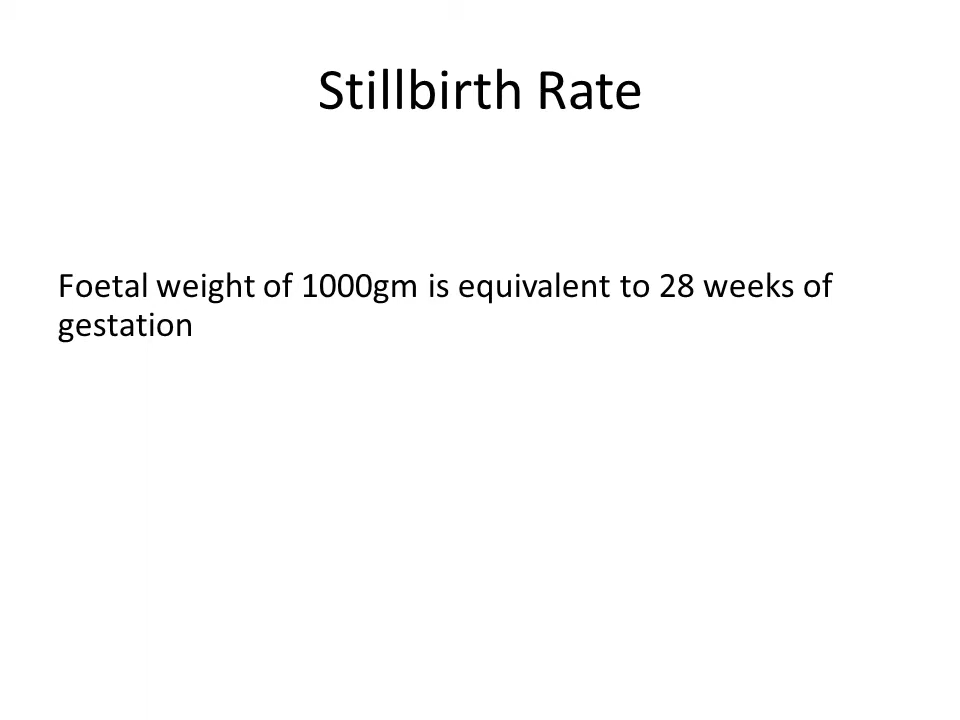 Stillbirth Rate
Foetal weight of 1000gm is equivalent to 28 weeks of
gestation